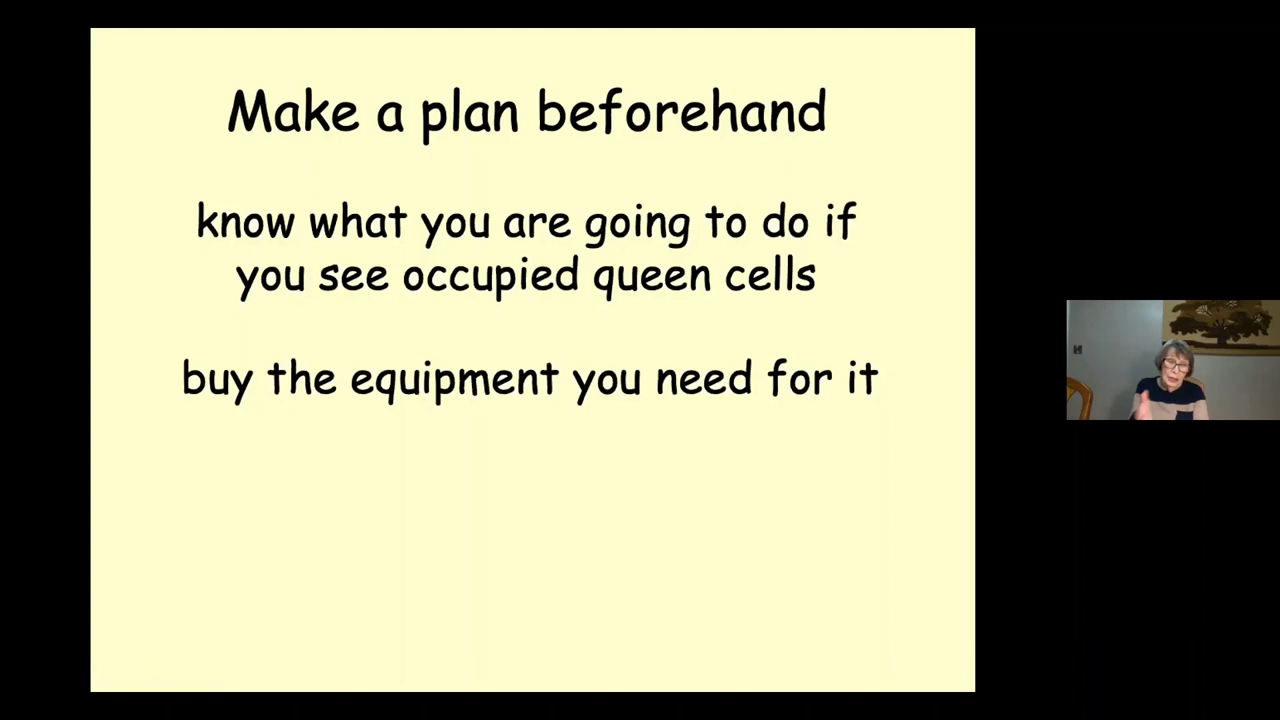 Make a plan beforehand
know what you are going to do if
you see occupied queen cells
buy the equipment you need for it